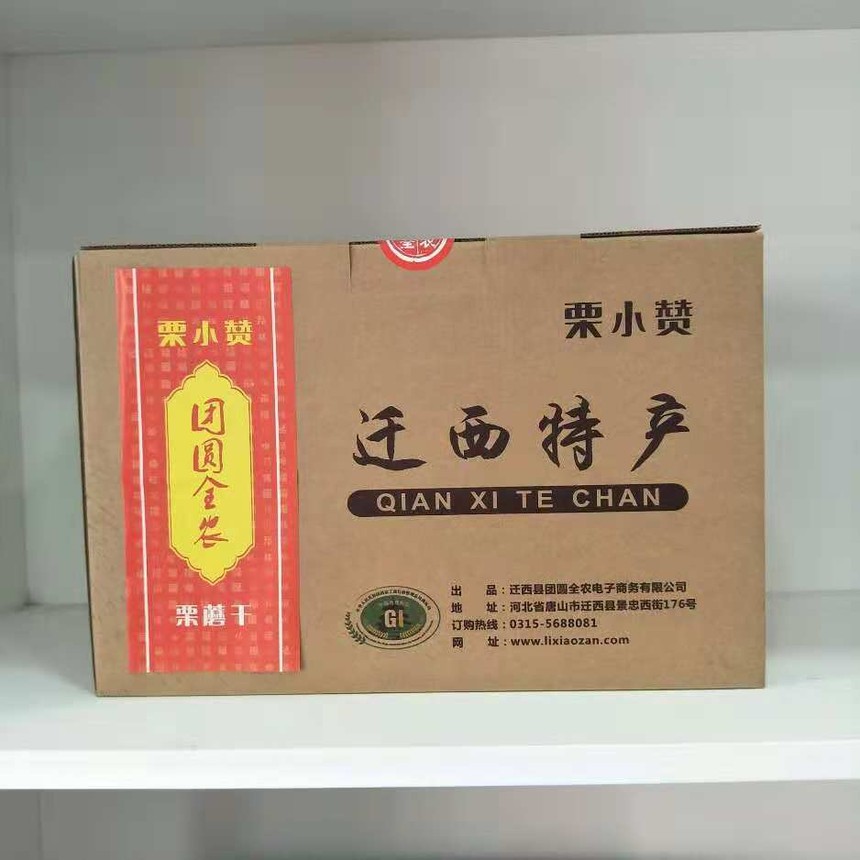 全农
栗小赞
团圆全农
栗蘑干
栗小赞
迁西特产
QIAN XI TE CHAN
GI
出 品：迁西县团圆全农电子商务有限公司
地 址：河北省唐山市迁西县景忠西街176号
订购热线：0315-5688081
网 址：www.lixiaozan.com